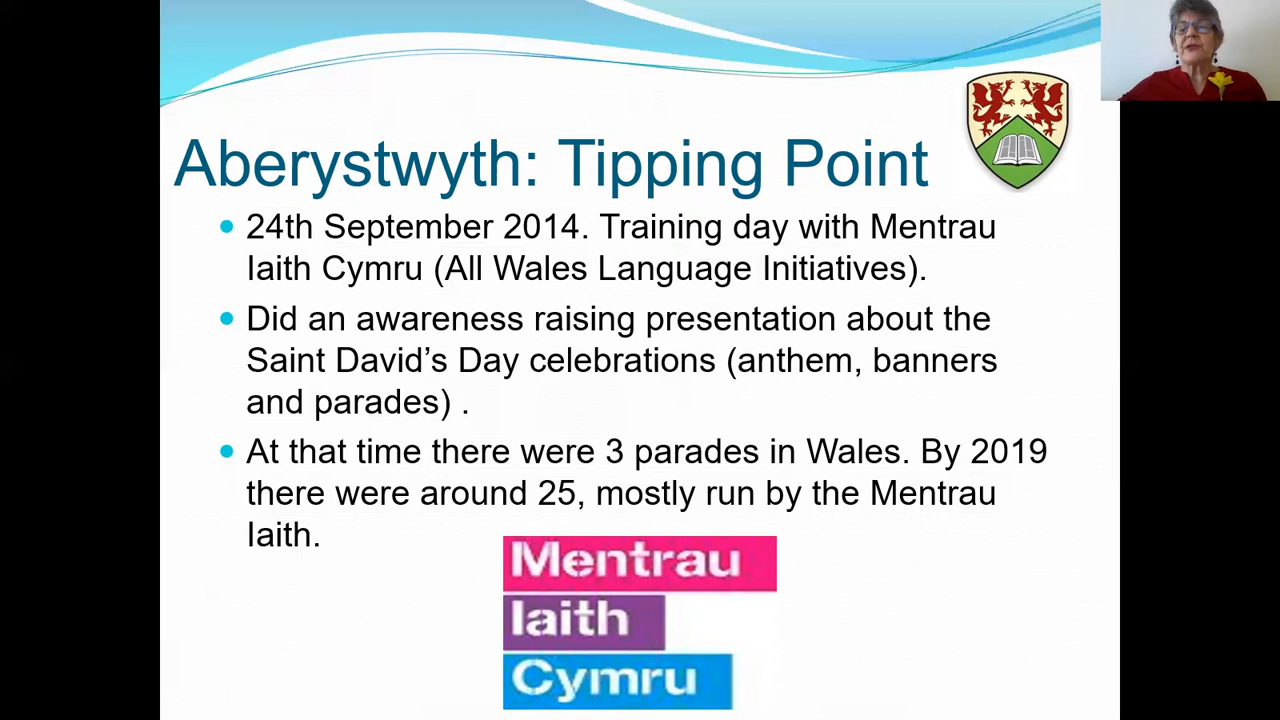 Aberystwyth: Tipping Point
24th September 2014. Training day with Mentrau
Iaith Cymru (All Wales Language Initiatives).
Did an awareness raising presentation about the
Saint David’s Day celebrations (anthem, banners
and parades) .
At that time there were 3 parades in Wales. By 2019
there were around 25, mostly run by the Mentrau
Iaith.
Mentrau
Iaith
Cymru